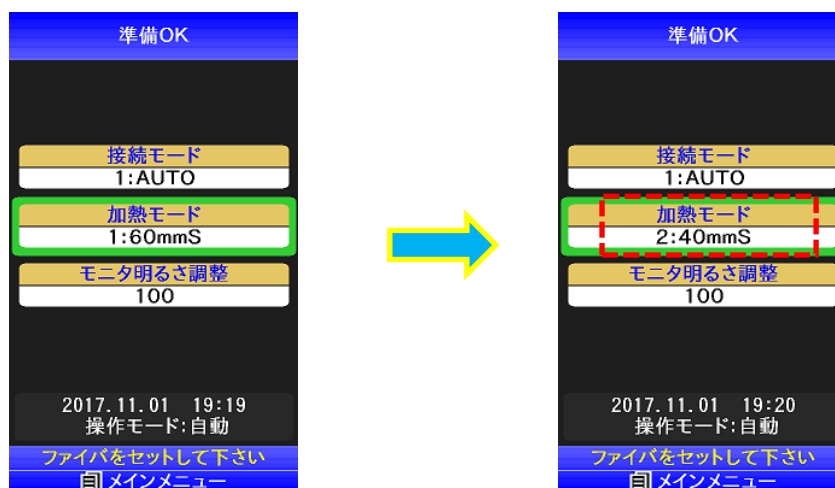 準備OK
接続モード
1:AUTO
加熱モード
1:60mmS
モニタ明るさ調整
100
2017.11.01 19:19
操作モード:自動
ファイバをセットして下さい
メインメニュー
準備OK
接続モード
1:AUTO
加熱モード
2:40mmS
モニタ明るさ調整
100
2017.11.01 19:20
操作モード:自動
ファイバをセットして下さい
メインメニュー